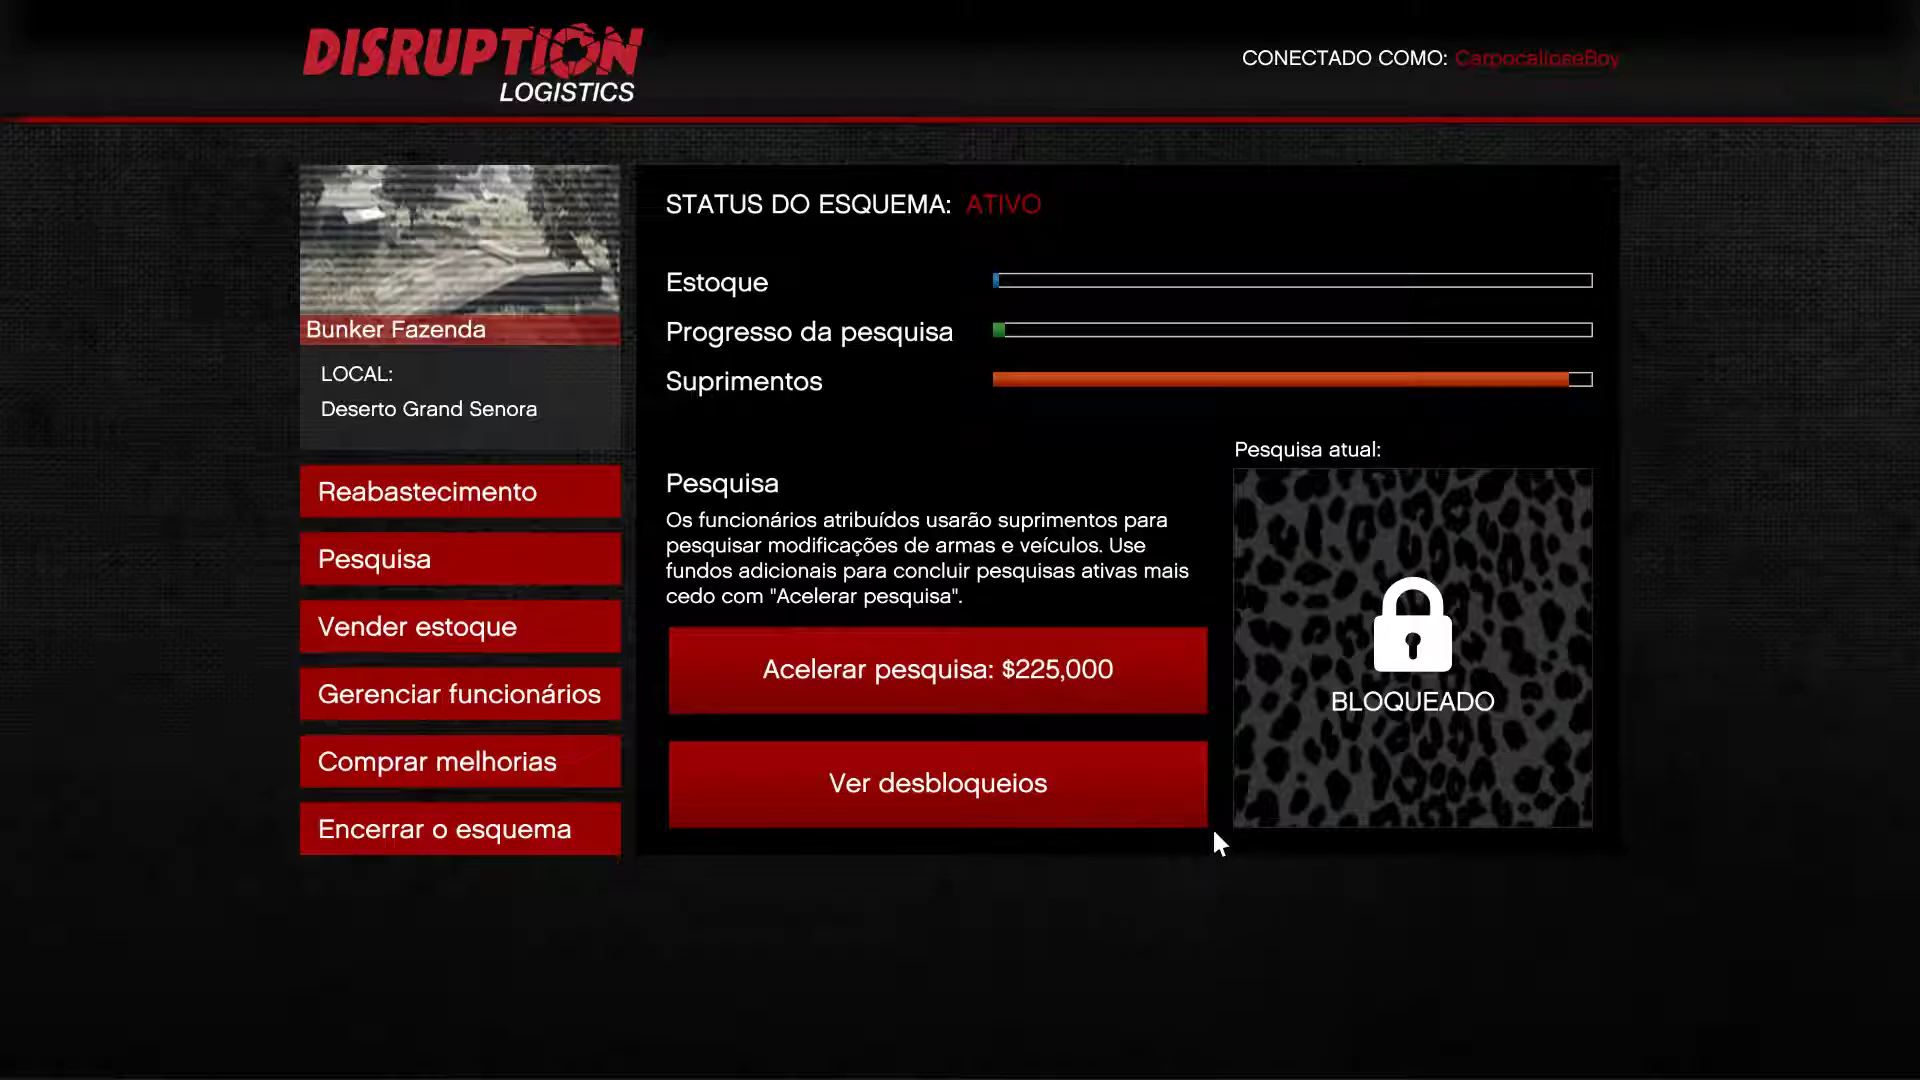 DISRUPTION
LOGISTICS
CONECTADO COMO: CarpocalipseBoy
Bunker Fazenda
LOCAL:
Deserto Grand Senora
Reabastecimento
Pesquisa
Vender estoque
Gerenciar funcionários
Comprar melhorias
Encerrar o esquema
STATUS DO ESQUEMA: ATIVO
Estoque
Progresso da pesquisa
Suprimentos
Pesquisa
Os funcionários atribuídos usarão suprimentos para
pesquisar modificações de armas e veículos. Use
fundos adicionais para concluir pesquisas ativas mais
cedo com "Acelerar pesquisa".
Acelerar pesquisa: $225,000
Ver desbloqueios
Pesquisa atual:
BLOQUEADO